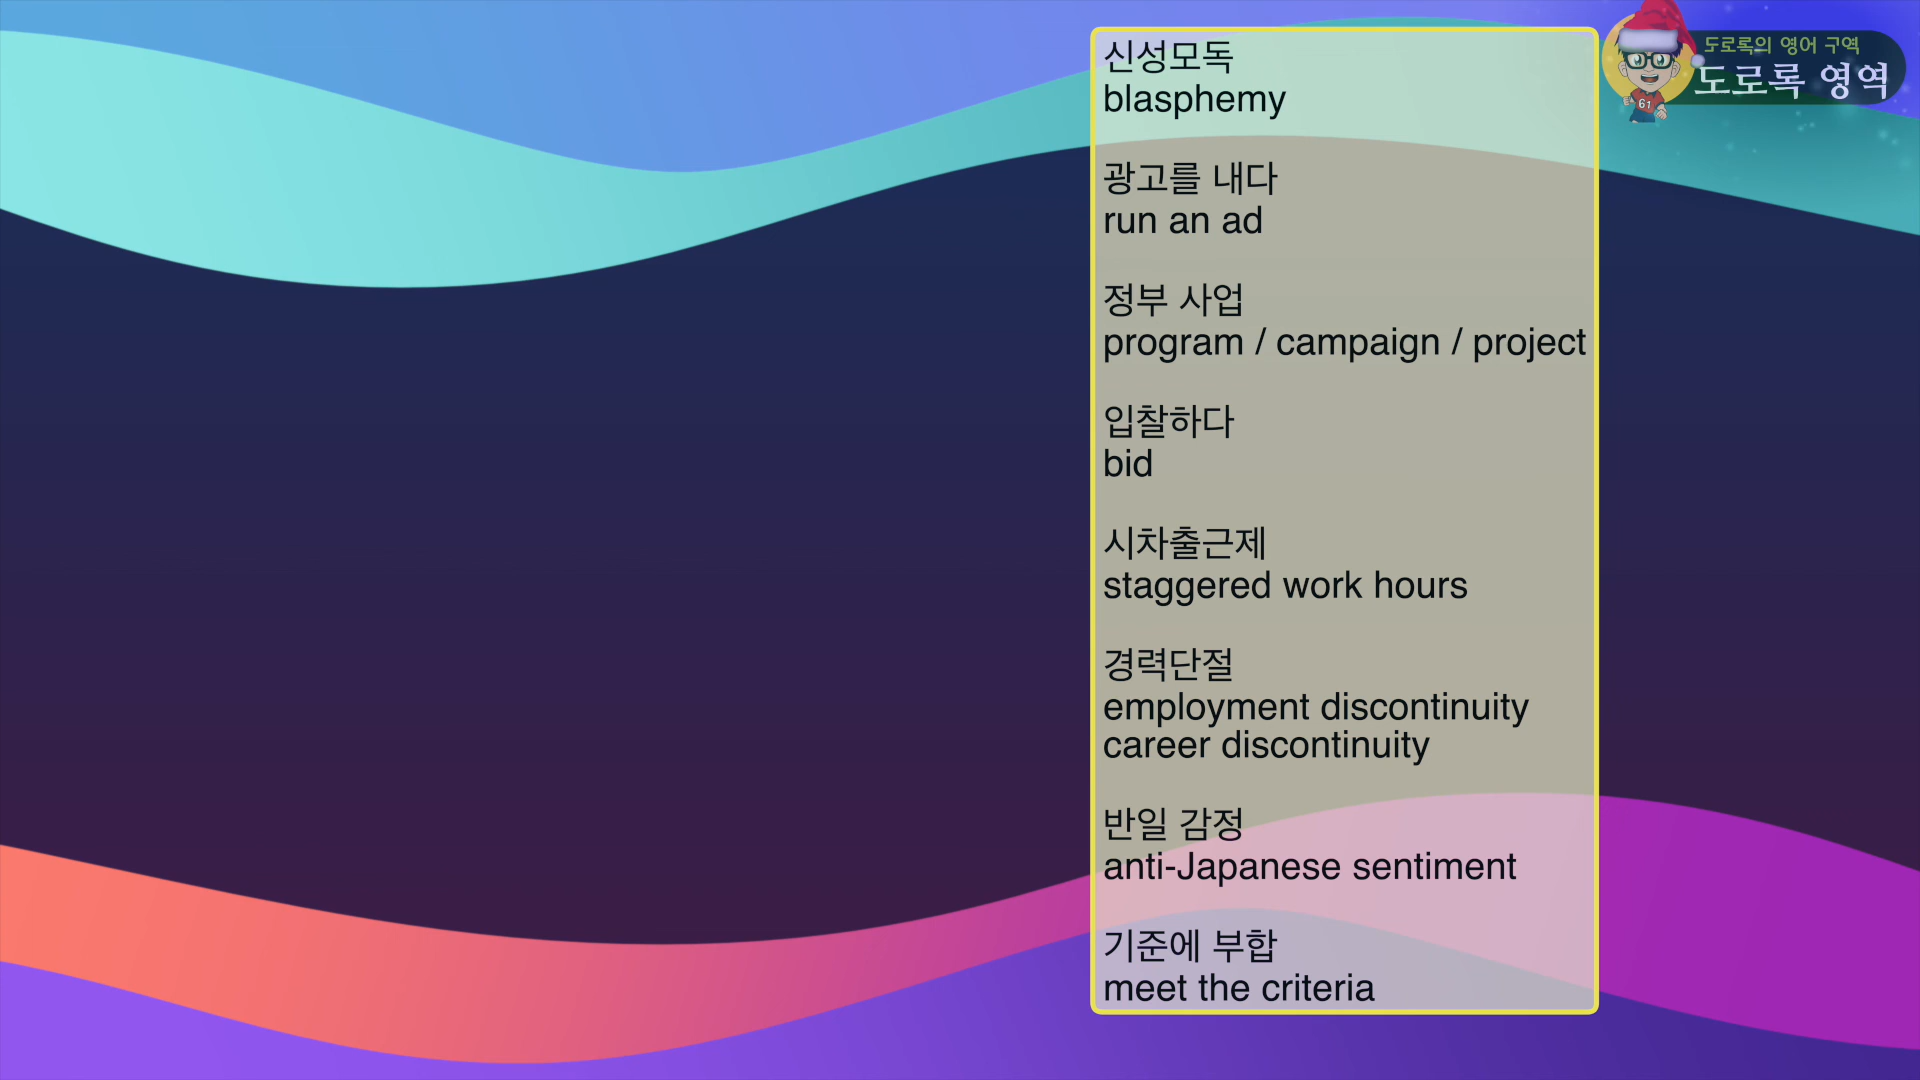 신성모독
blasphemy
광고를 내다
run an ad
정부 사업
program / campaign / project
입찰하다
bid
시차출근제
staggered work hours
경력단절
employment discontinuity
career discontinuity
반일 감정
anti-Japanese sentiment
기준에 부합
meet the criteria
도로록의 영어 구역
도로록 영역
61